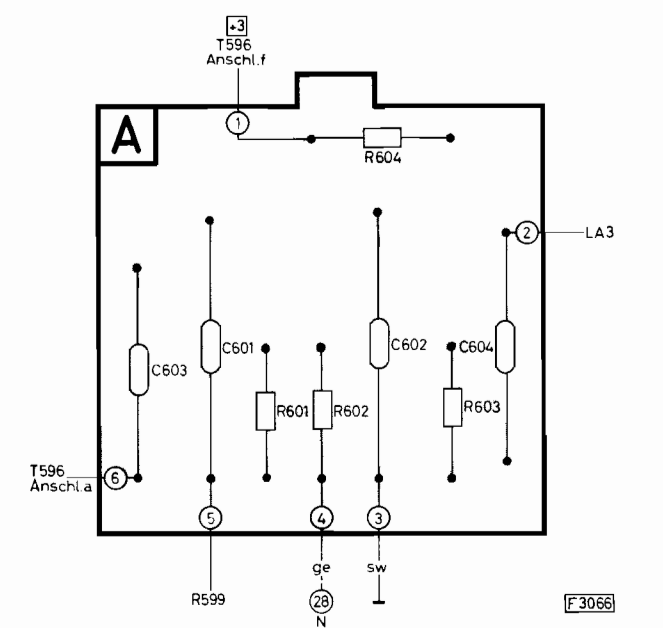 +3
T596
Anschl.f
A
1
R604
2
LA3
C603
C601
R601
R602
C602
R603
C604
T596
Anschl.a
6
5
4
3
ge
sw
R599
28
N
F3066